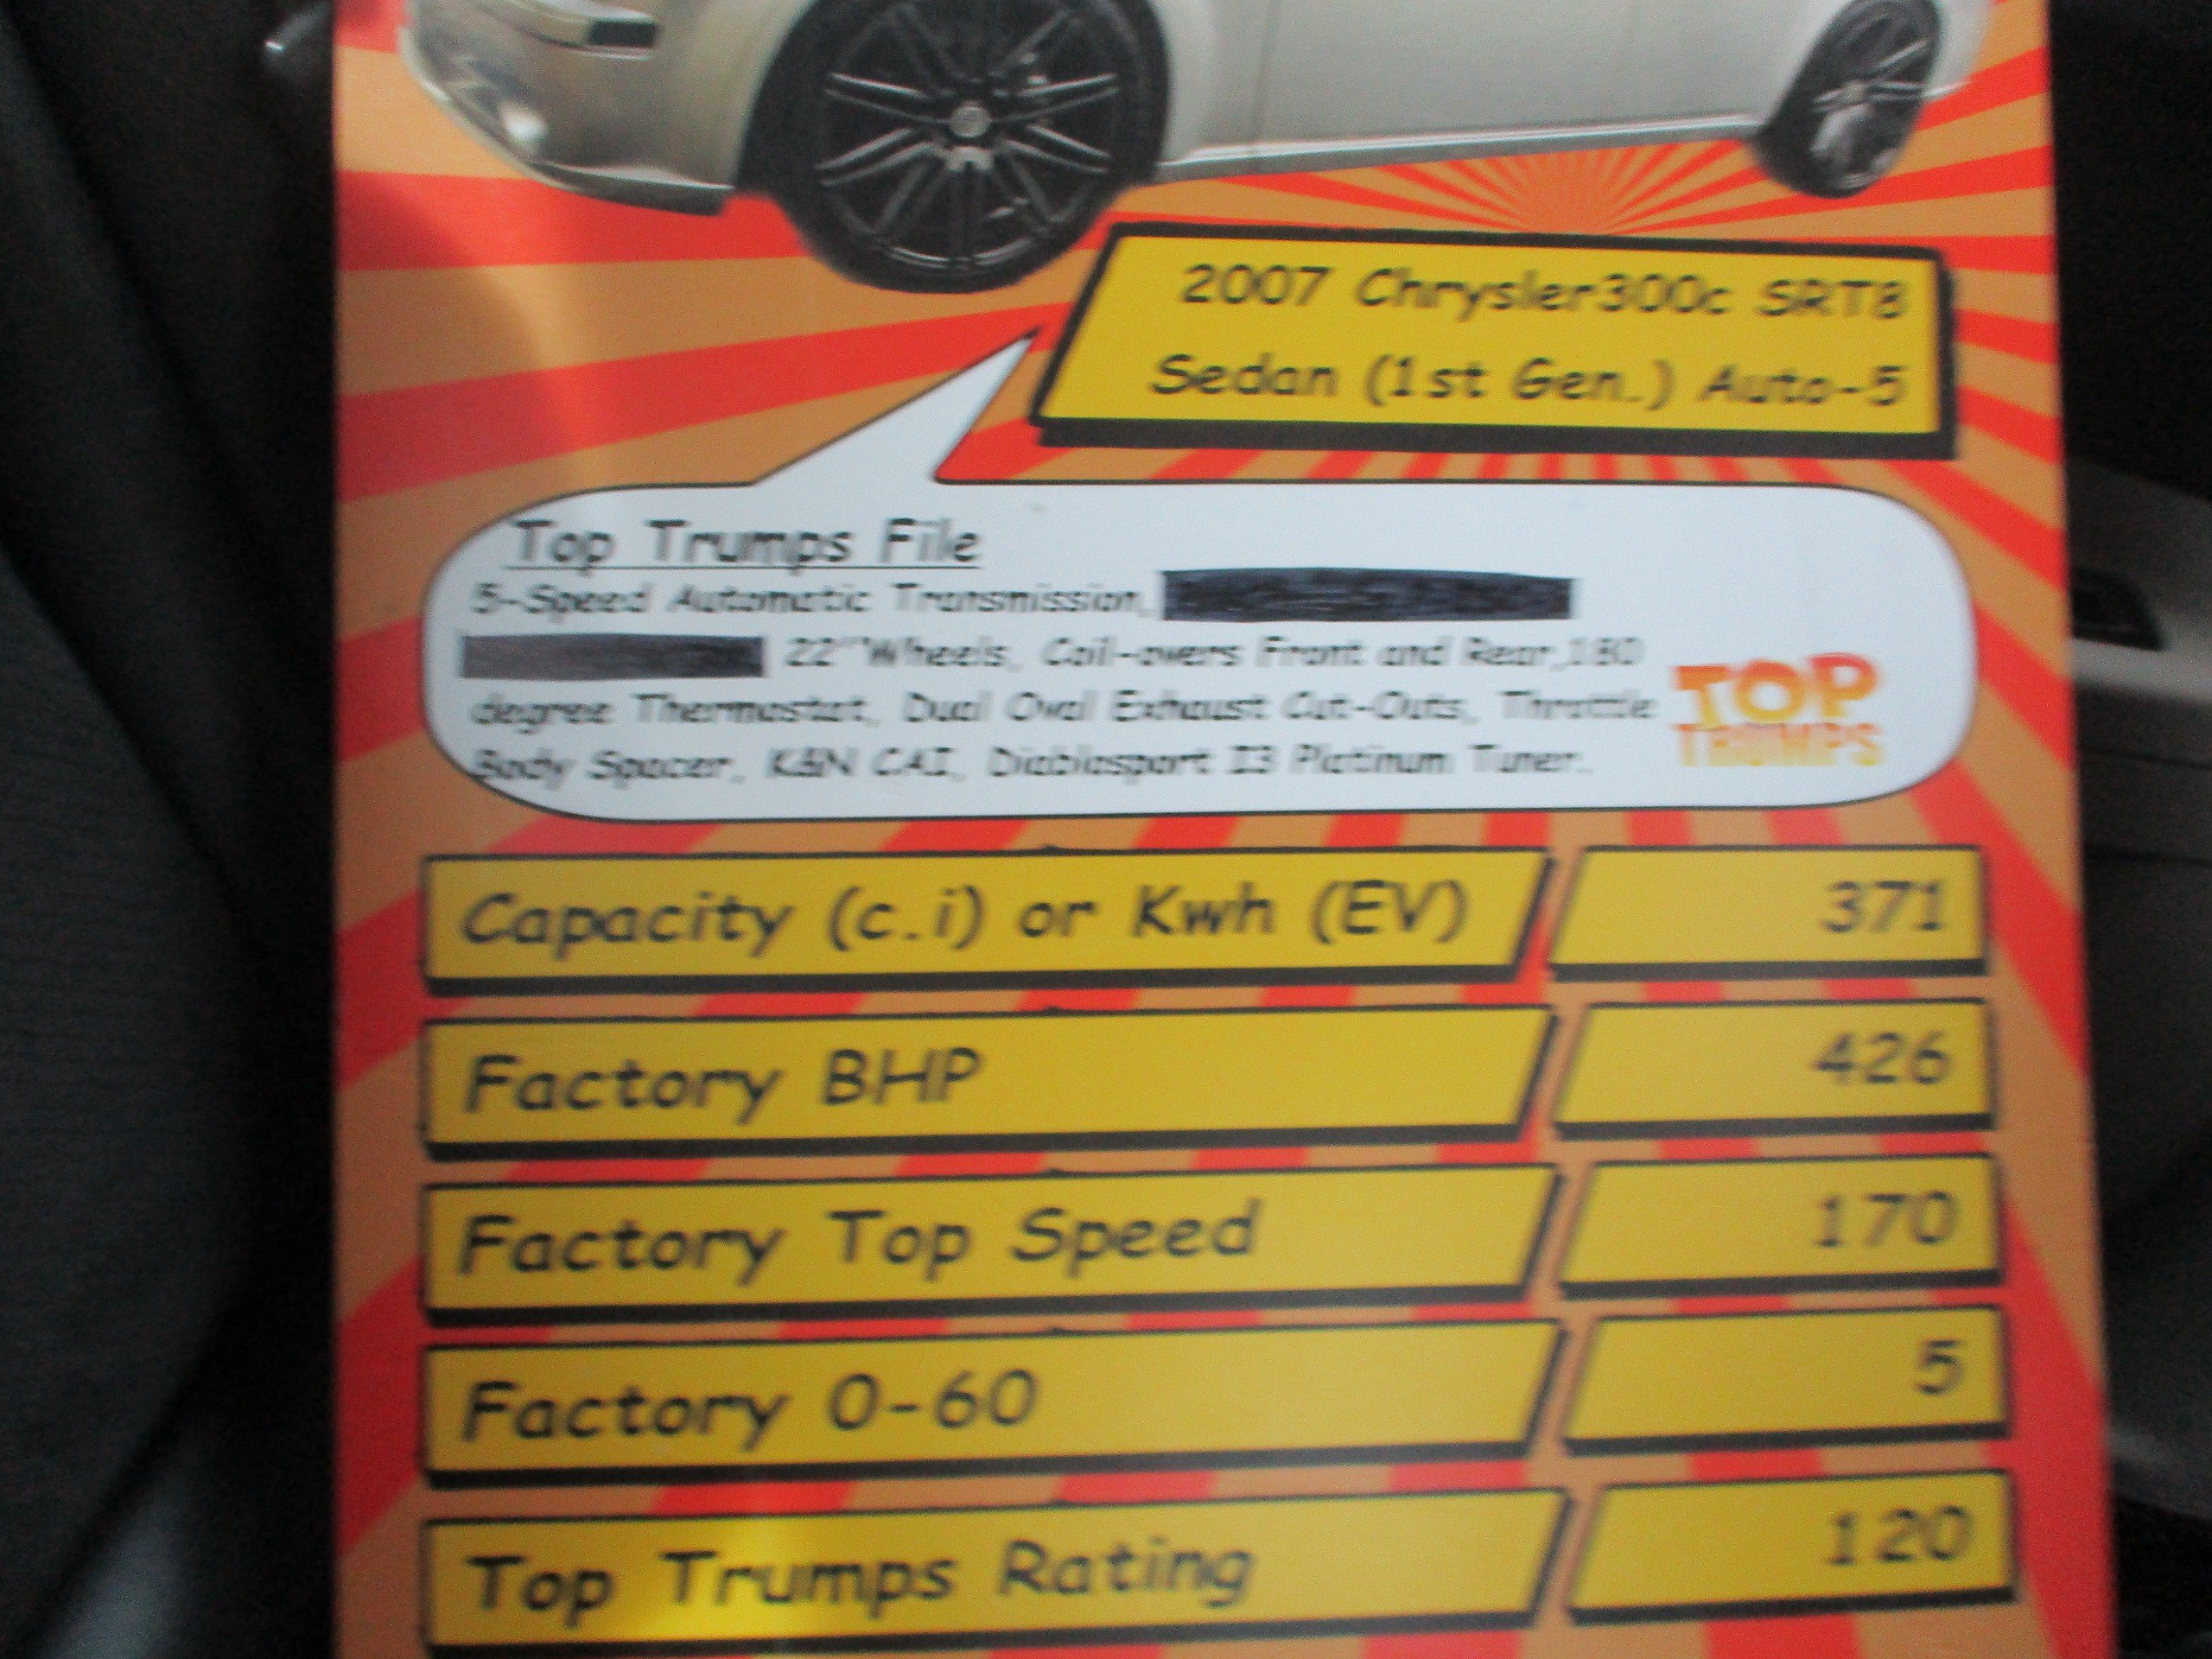 2007 Chrysler300c SRT8
Sedan (1st Gen.) Auto-5
Top Trumps File
5-Speed Automatic Transmission,
22"Wheels, Coil-overs Front and Rear,180
degree Thermostat, Dual Oval Exhaust Cut-Outs, Throttle
Body Spacer, K&N CAI, Diablosport I3 Platinum Tuner.
TOP
TRUMPS
Capacity (c.i) or Kwh (EV) 371
Factory BHP 426
Factory Top Speed 170
Factory 0-60 5
Top Trumps Rating 120